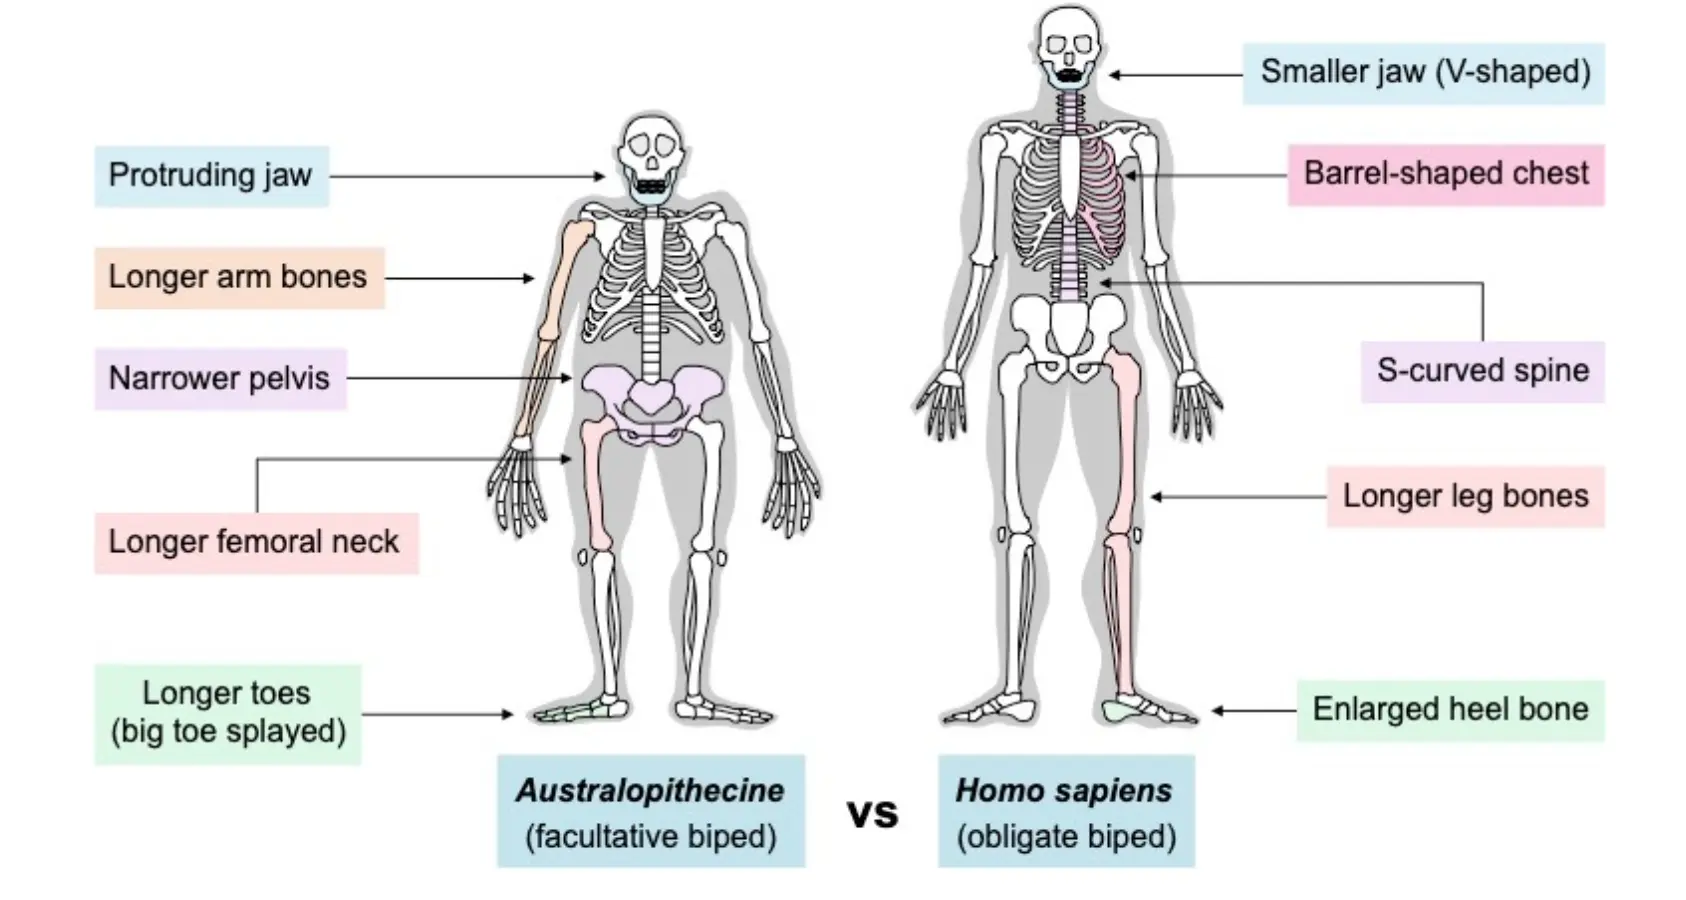 Protruding jaw
Longer arm bones
Narrower pelvis
Longer femoral neck
Longer toes
(big toe splayed)
Smaller jaw (V-shaped)
Barrel-shaped chest
S-curved spine
Longer leg bones
Enlarged heel bone
Australopithecine
(facultative biped)
vs
Homo sapiens
(obligate biped)